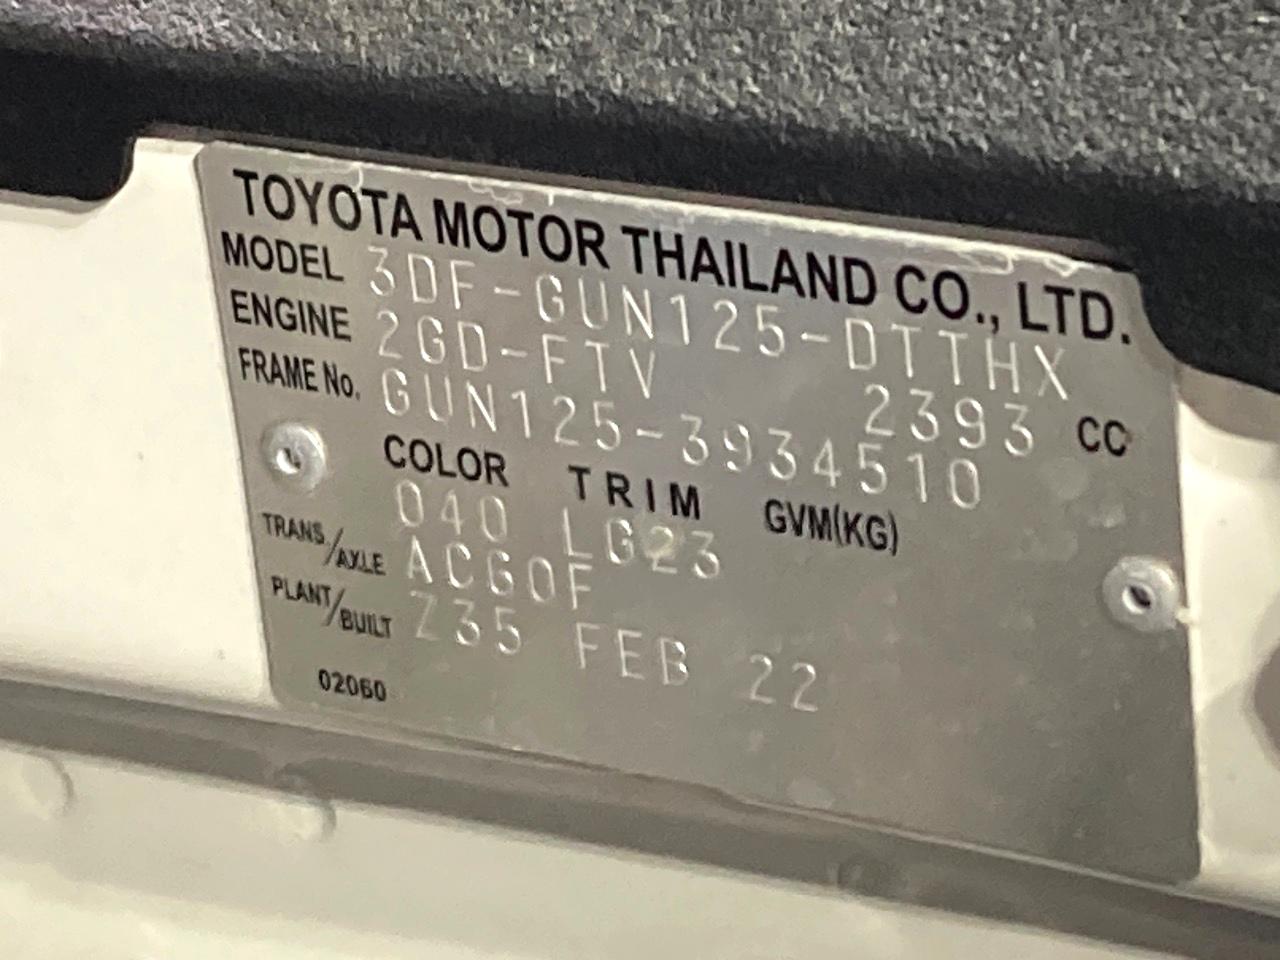 TOYOTA MOTOR THAILAND CO., LTD.
MODEL 3DF-GUN125-DTTHX
ENGINE 2GD-FTV 2393 CC
FRAME No. GUN125-3934510
COLOR TRIM GVM(KG)
040 LG23
TRANS/AXLE AC60F
PLANT/BUILT Z35 FEB 22
02060